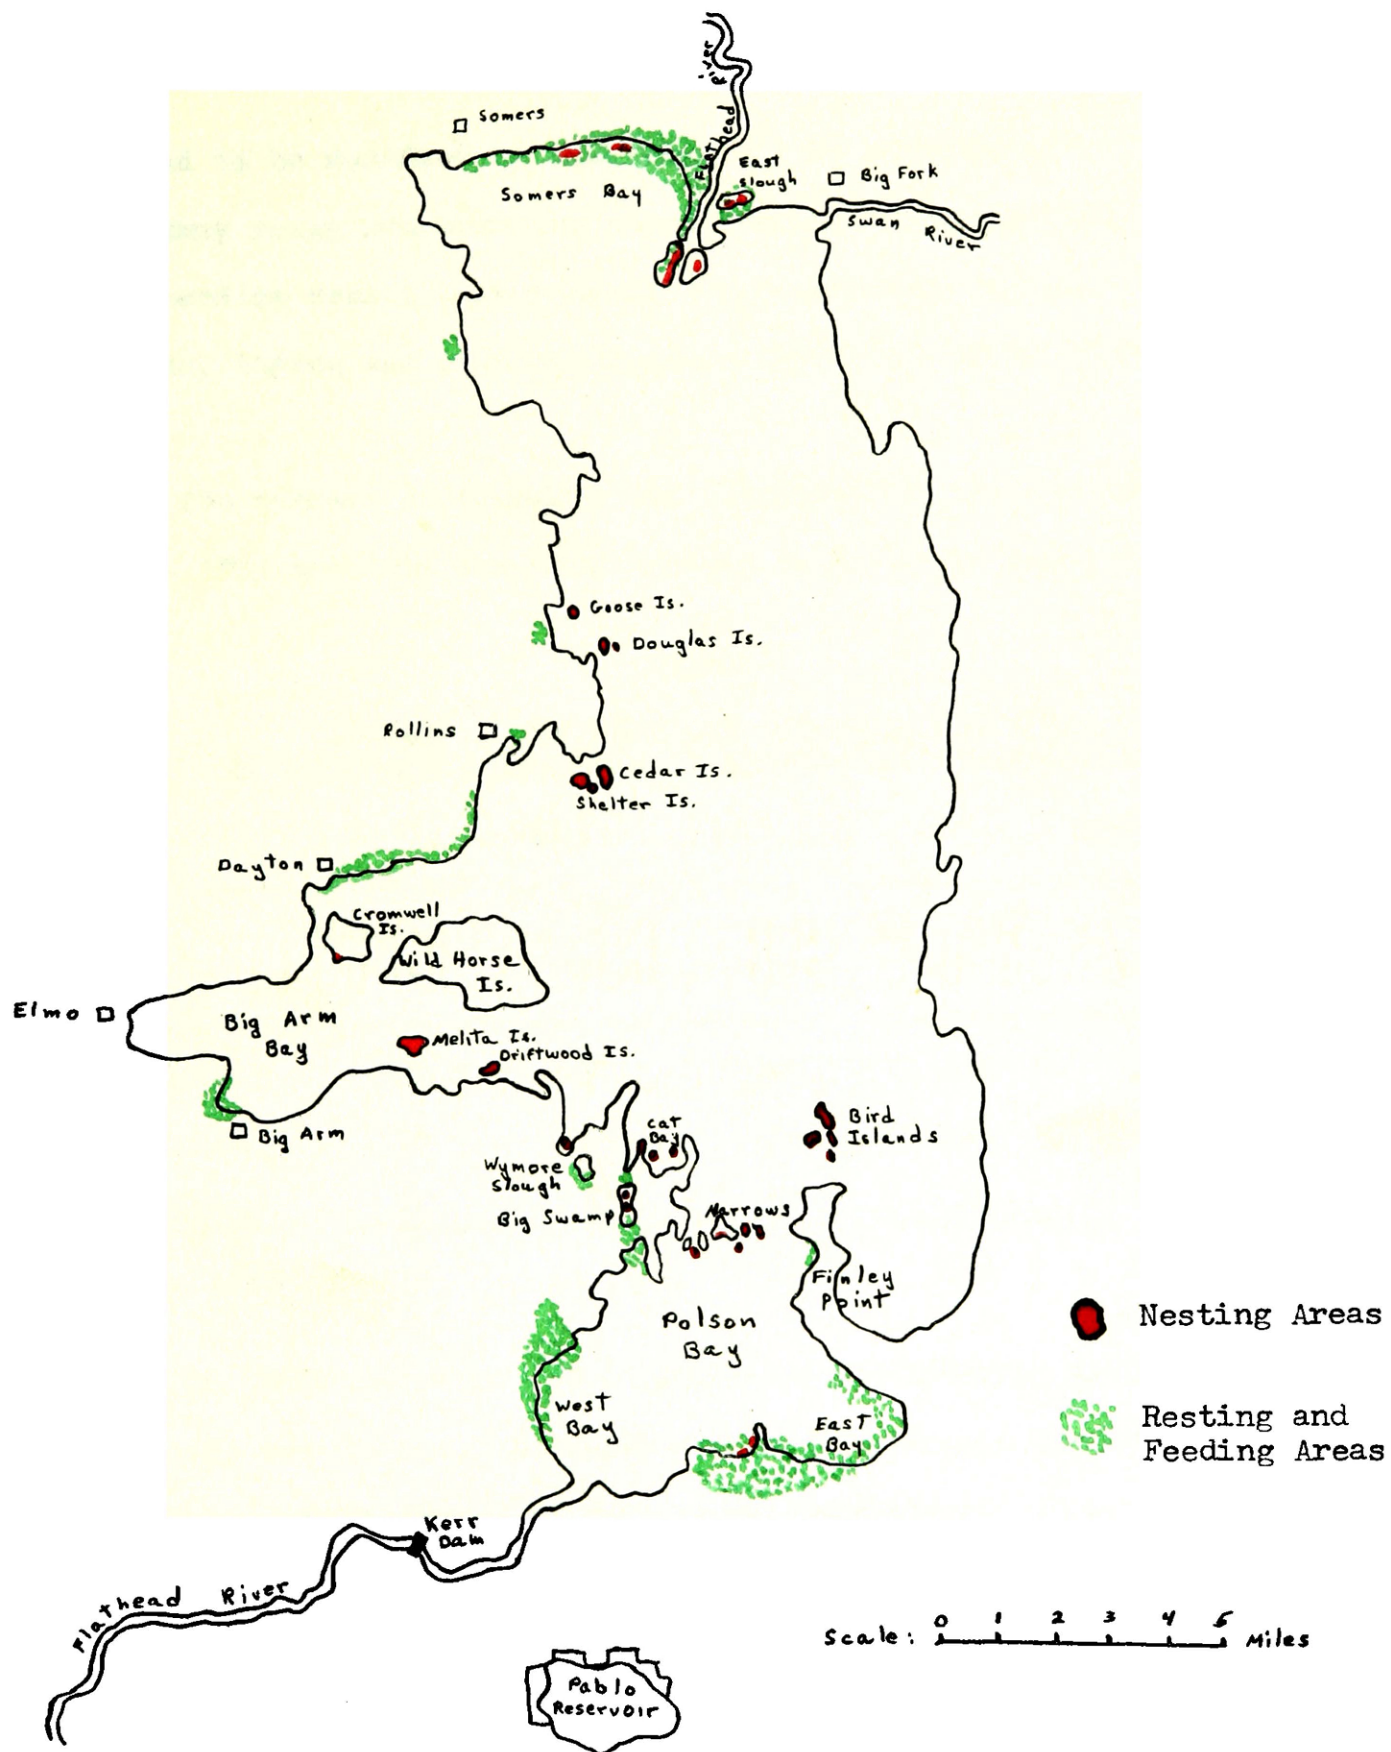 Flathead River
Somers
Somers Bay
East
Slough
Big Fork
Swan River
Goose Is.
Douglas Is.
Rollins
Cedar Is.
Shelter Is.
Dayton
Cromwell
Is.
Wild Horse
Is.
Elmo
Big Arm
Bay
Melita Is.
Driftwood Is.
Big Arm
Cat
Bay
Bird
Islands
Wymore
Slough
Big Swamp
Narrows
Finley
Point
Polson
Bay
Nesting Areas
West
Bay
East
Bay
Resting and
Feeding Areas
Kerr
Dam
Flathead River
Scale: 0 1 2 3 4 5 Miles
Pablo
Reservoir